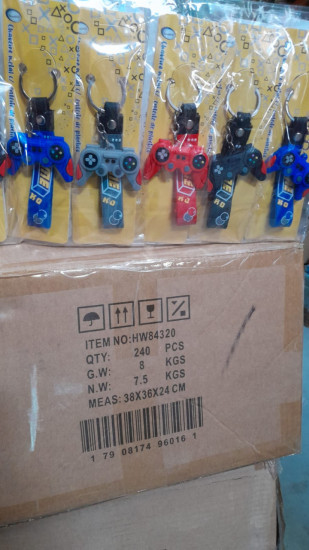 ITEM NO:HW84320
QTY: 240 PCS
G.W: 8 KGS
N.W: 7.5 KGS
MEAS: 38X36X24 CM
1 79 08174 96016 1